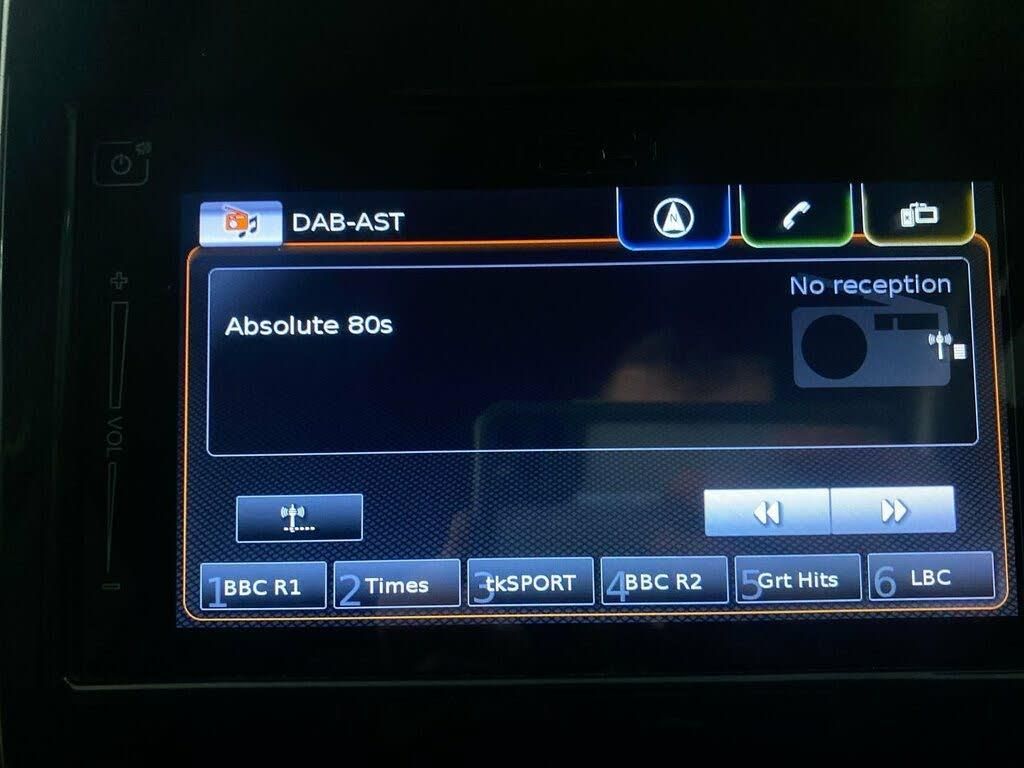 DAB-AST
N
No reception
Absolute 80s
+
VOL
1 BBC R1
2 Times
3 tkSPORT
4 BBC R2
5 Grt Hits
6 LBC